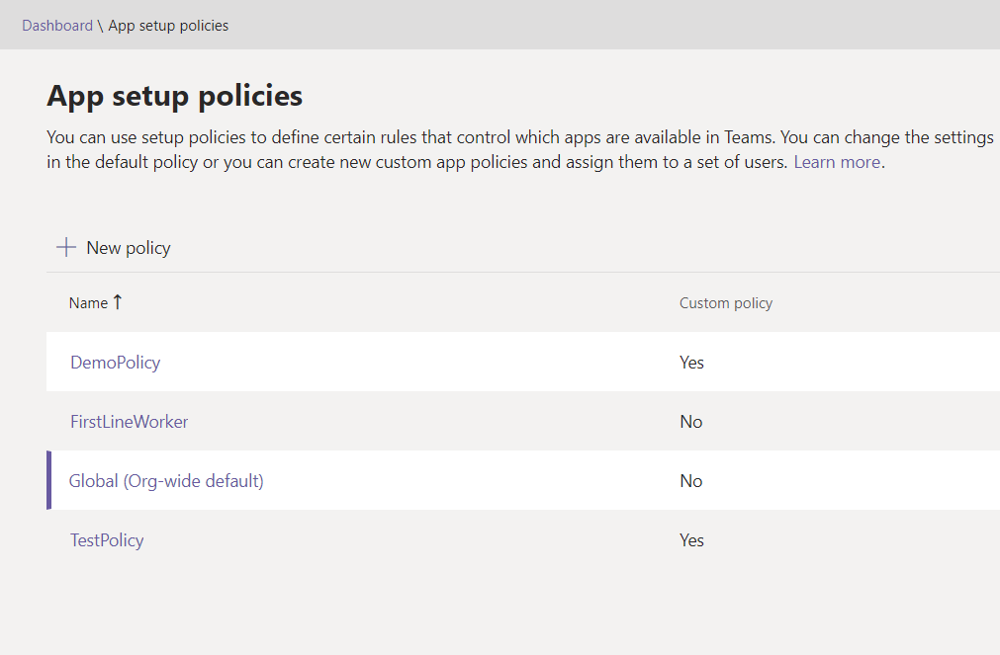 Dashboard \ App setup policies
App setup policies
You can use setup policies to define certain rules that control which apps are available in Teams. You can change the settings
in the default policy or you can create new custom app policies and assign them to a set of users. Learn more.
New policy
Name ↑ Custom policy
DemoPolicy Yes
FirstLineWorker No
Global (Org-wide default) No
TestPolicy Yes